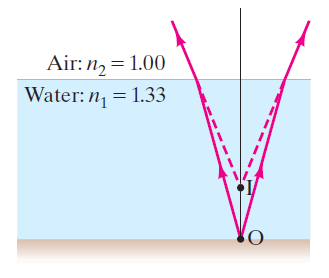 Air: n₂ = 1.00
Water: n₁ = 1.33
I
O